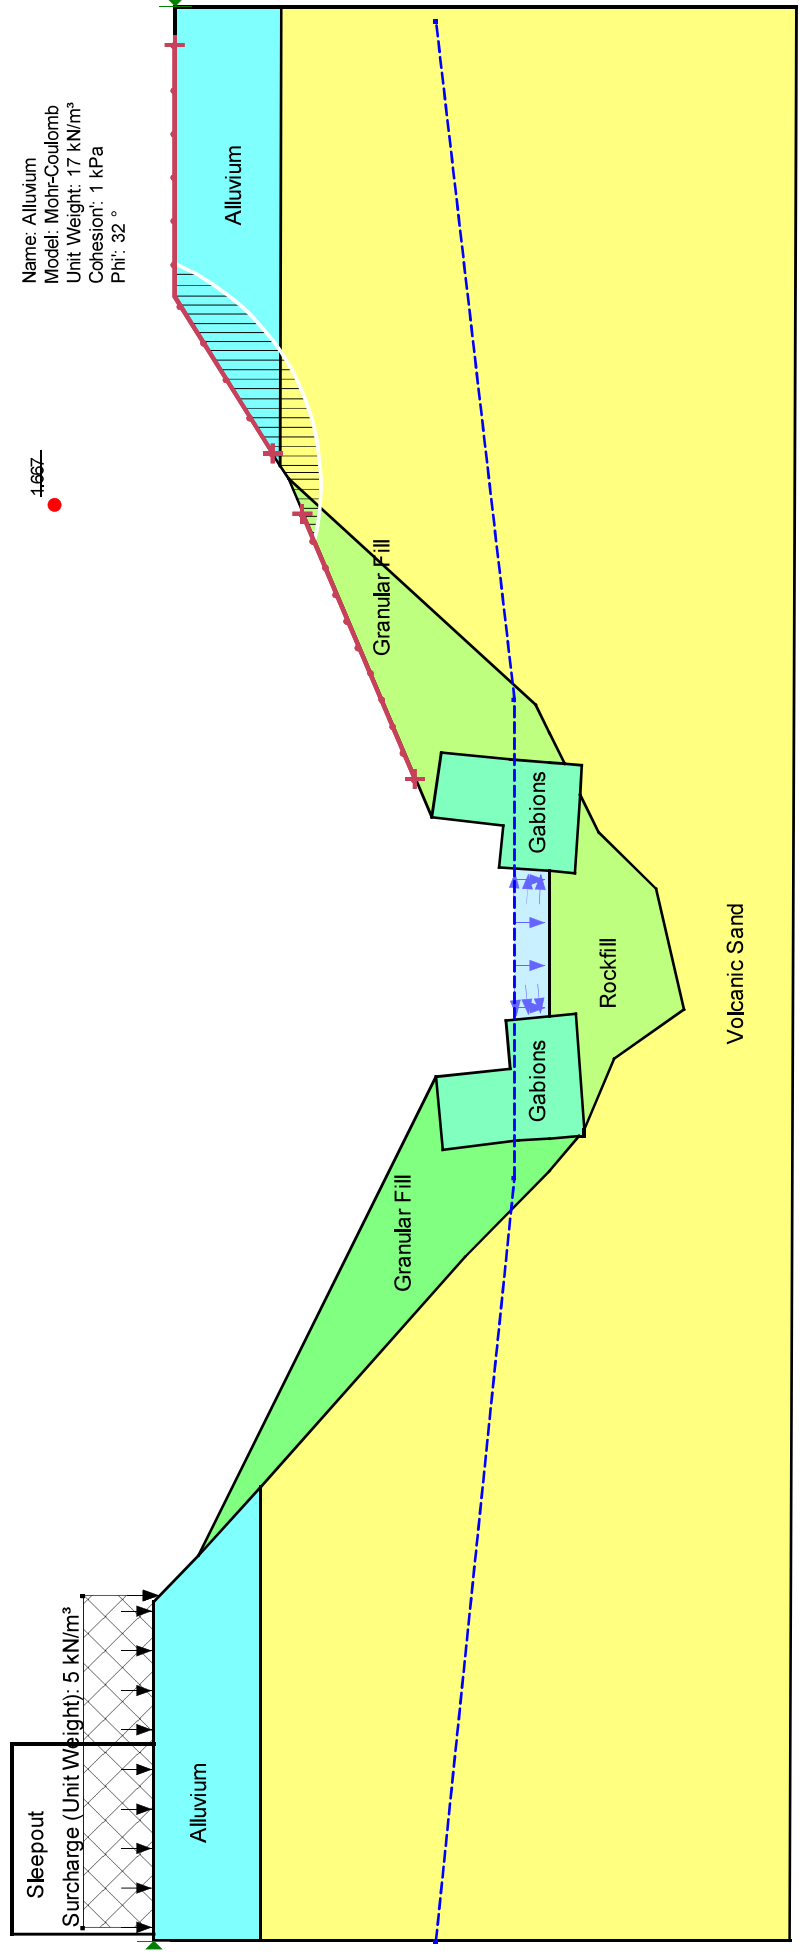 Name: Alluvium
Model: Mohr-Coulomb
Unit Weight: 17 kN/m³
Cohesion': 1 kPa
Phi': 32 °
1.667
Sleepout
Surcharge (Unit Weight): 5 kN/m³
Alluvium
Granular Fill
Gabions
Rockfill
Gabions
Granular Fill
Alluvium
Volcanic Sand